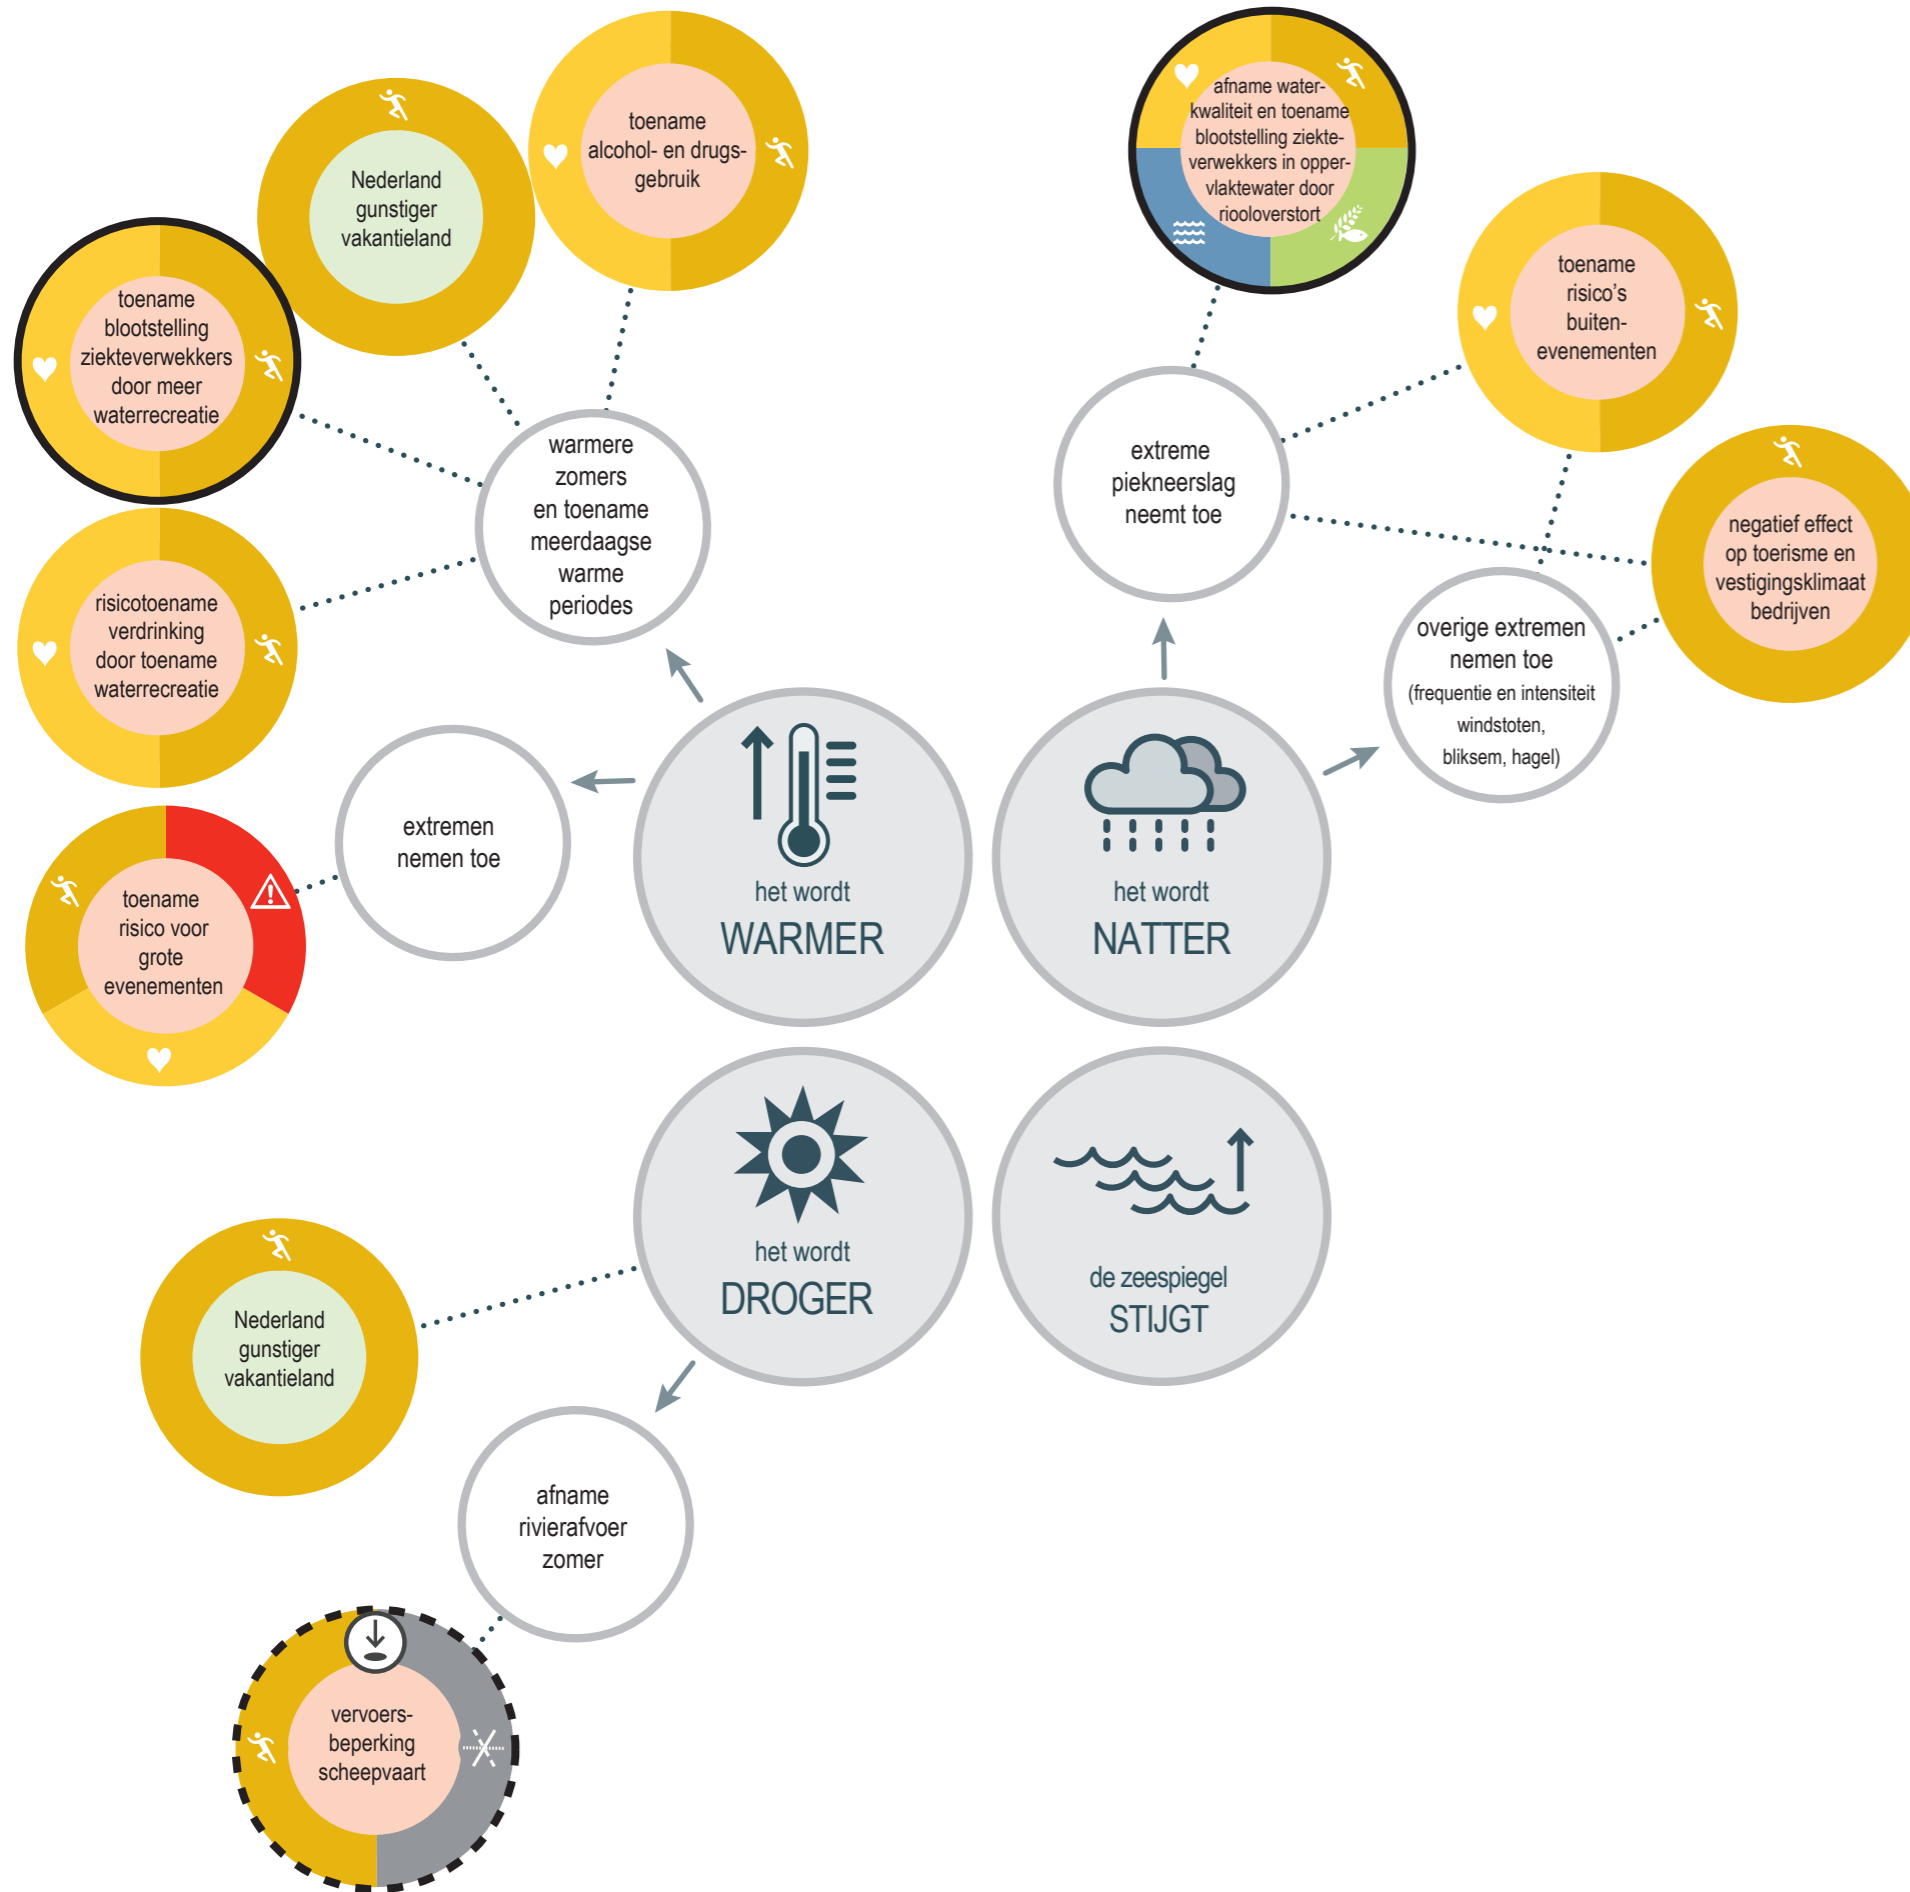 toename
alcohol- en drugs-
gebruik
Nederland
gunstiger
vakantieland
toename
blootstelling
ziekteverwekkers
door meer
waterrecreatie
risicotoename
verdrinking
door toename
waterrecreatie
toename
risico voor
grote
evenementen
warmere
zomers
en toename
meerdaagse
warme
periodes
extremen
nemen toe
het wordt
WARMER
afname water-
kwaliteit en toename
blootstelling ziekte-
verwekkers in opper-
vlaktewater door
riooloverstort
toename
risico's
buiten-
evenementen
negatief effect
op toerisme en
vestigingsklimaat
bedrijven
extreme
piekneerslag
neemt toe
overige extremen
nemen toe
(frequentie en intensiteit
windstoten,
bliksem, hagel)
het wordt
NATTER
het wordt
DROGER
de zeespiegel
STIJGT
Nederland
gunstiger
vakantieland
afname
rivierafvoer
zomer
vervoers-
beperking
scheepvaart